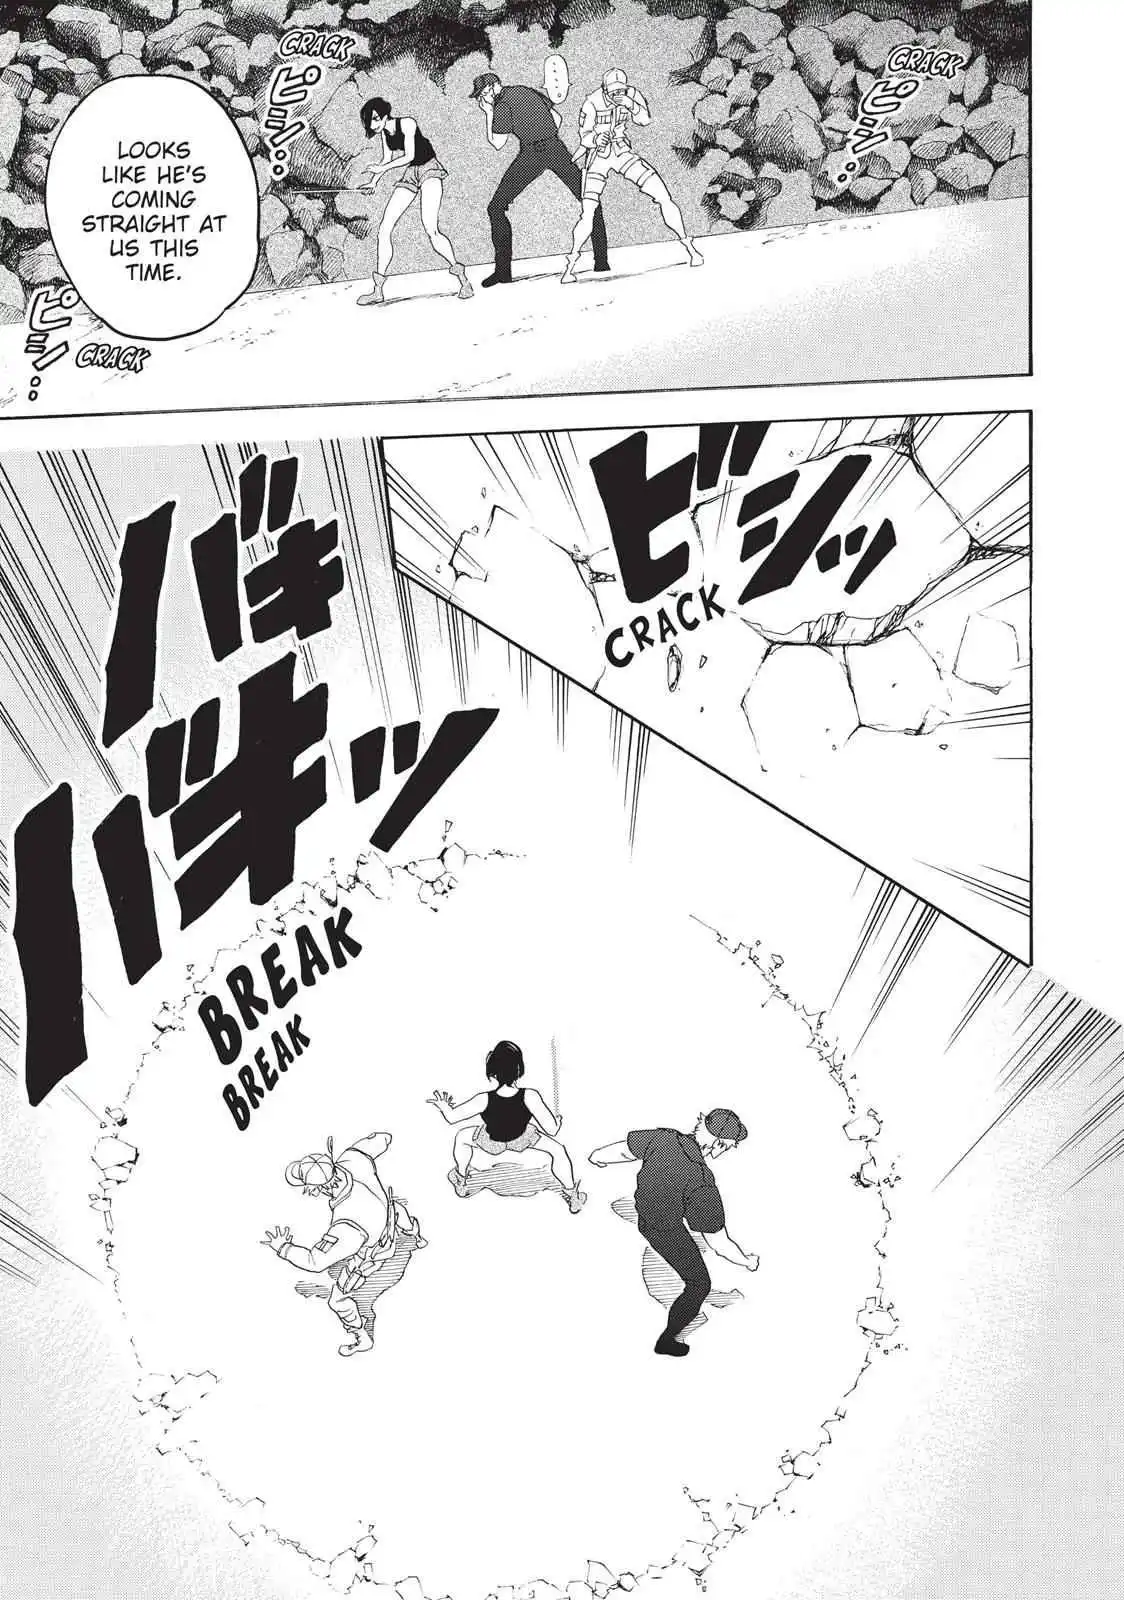 CRACK
ピシッ
CRACK
ピシ
LOOKS
LIKE HE'S
COMING
STRAIGHT AT
US THIS
TIME.
ピシ
CRACK
ビシッ
CRACK
バキ
バキッ
BREAK
BREAK